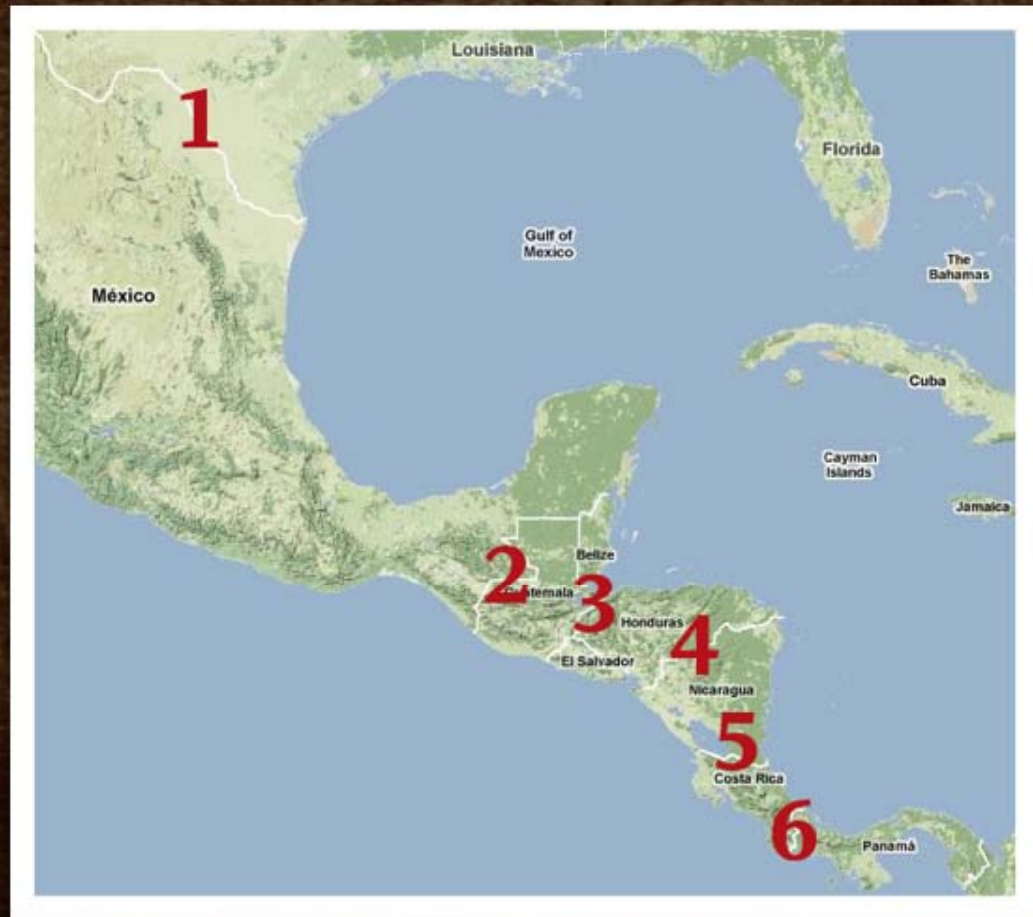 Louisiana
1
Florida
Gulf of
Mexico
The
Bahamas
México
Cuba
Cayman
Islands
Jamaica
Belize
2
Guatemala
3
Honduras
4
El Salvador
Nicaragua
5
Costa Rica
6
Panamá